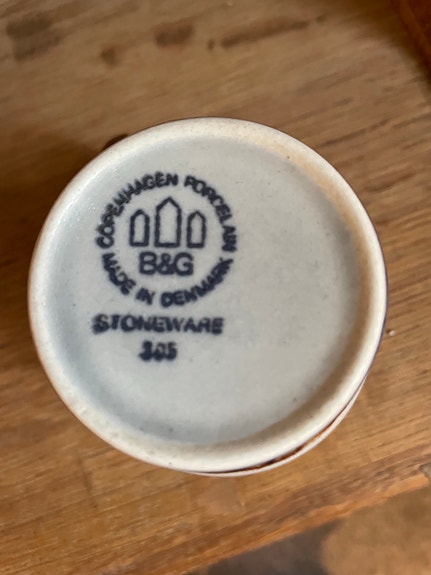 COPENHAGEN PORCELAIN
B&G
MADE IN DENMARK
STONEWARE
305